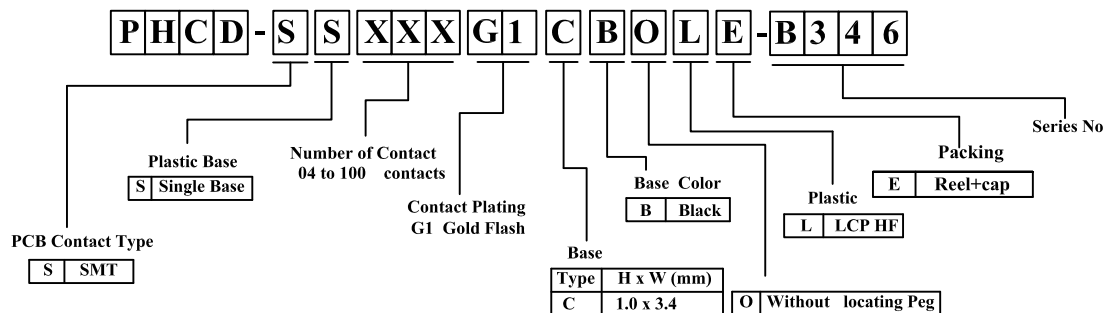 PHCD-SSXXXG1CBOLE-B346
Series No
Number of Contact
04 to 100 contacts
Packing
E Reel+cap
Plastic Base
S Single Base
Base Color
B Black
Plastic
L LCP HF
Contact Plating
G1 Gold Flash
PCB Contact Type
S SMT
Base
Type H x W (mm)
C 1.0 x 3.4
O Without locating Peg